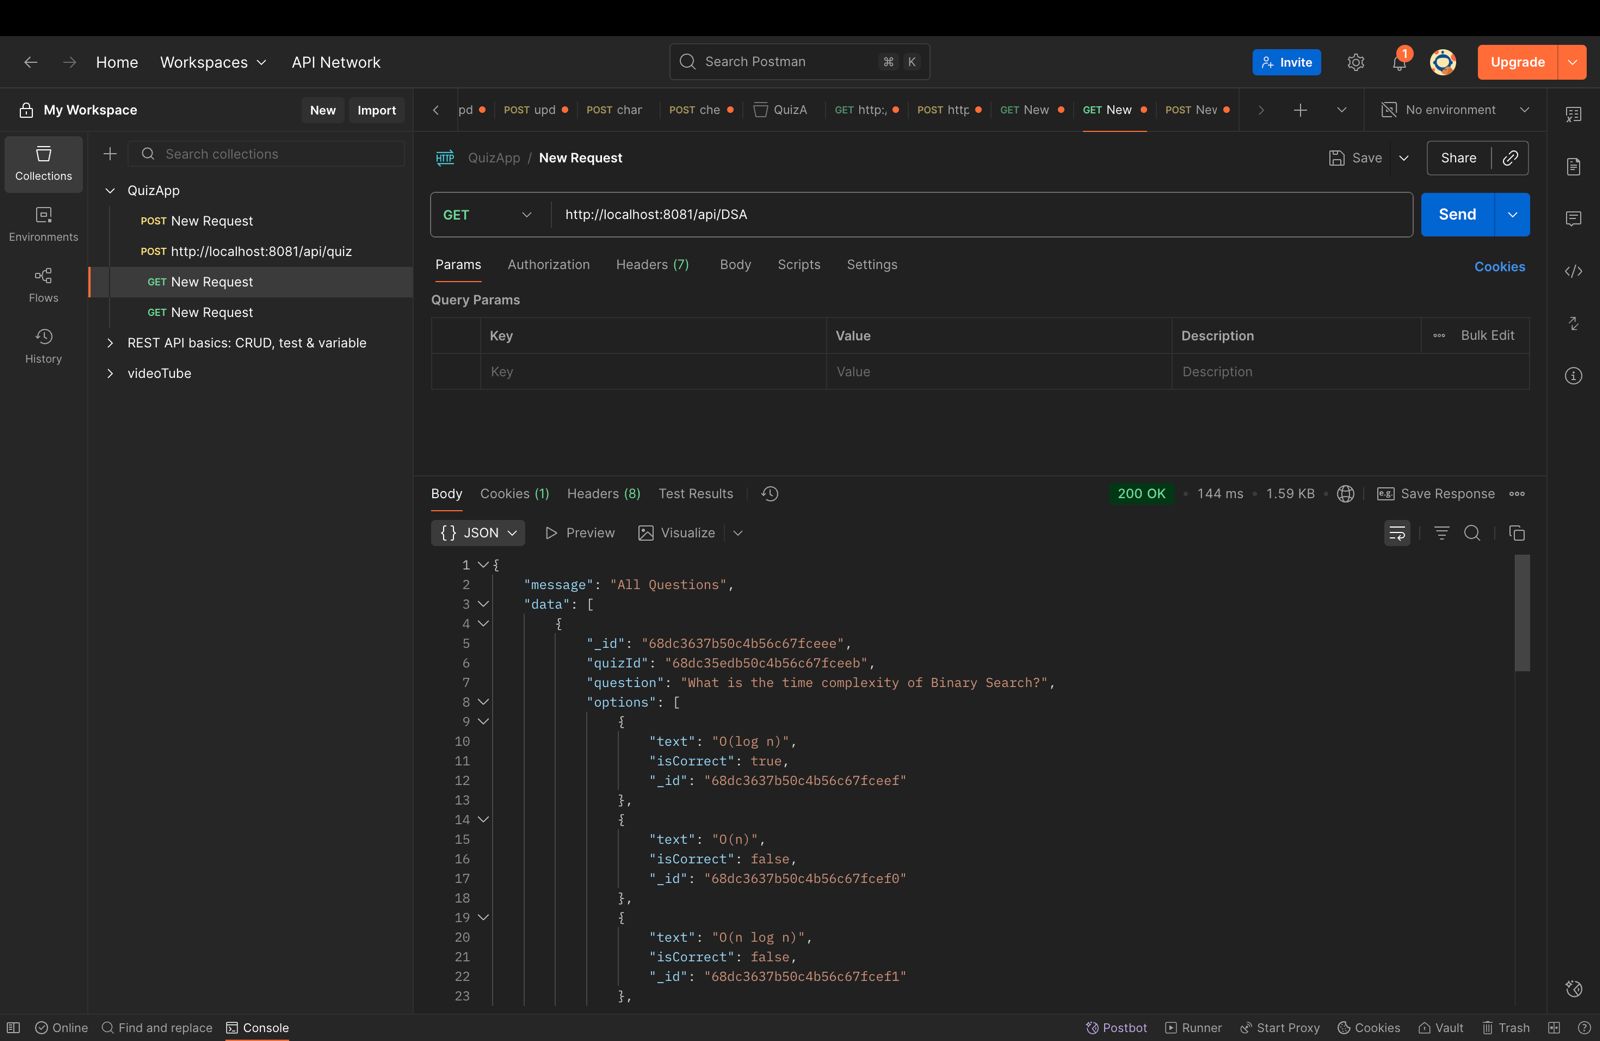 Home Workspaces API Network
Search Postman ⌘ K
Invite 1 Upgrade
My Workspace New Import
pd POST upd POST char POST che QuizA GET http:, POST http GET New GET New POST Nev
No environment
Collections
Environments
Flows
History
Search collections
QuizApp
POST New Request
POST http://localhost:8081/api/quiz
GET New Request
GET New Request
REST API basics: CRUD, test & variable
videoTube
HTTP QuizApp / New Request
Save Share
GET http://localhost:8081/api/DSA Send
Params Authorization Headers (7) Body Scripts Settings Cookies
Query Params
Key Value Description Bulk Edit
Key Value Description
Body Cookies (1) Headers (8) Test Results
200 OK • 144 ms • 1.59 KB • e.g. Save Response
{} JSON Preview Visualize
1 {
2 "message": "All Questions",
3 "data": [
4 {
5 "_id": "68dc3637b50c4b56c67fceee",
6 "quizId": "68dc35edb50c4b56c67fceeb",
7 "question": "What is the time complexity of Binary Search?",
8 "options": [
9 {
10 "text": "O(log n)",
11 "isCorrect": true,
12 "_id": "68dc3637b50c4b56c67fceef"
13 },
14 {
15 "text": "O(n)",
16 "isCorrect": false,
17 "_id": "68dc3637b50c4b56c67fcef0"
18 },
19 {
20 "text": "O(n log n)",
21 "isCorrect": false,
22 "_id": "68dc3637b50c4b56c67fcef1"
23 },
Online Find and replace Console
Postbot Runner Start Proxy Cookies Vault Trash